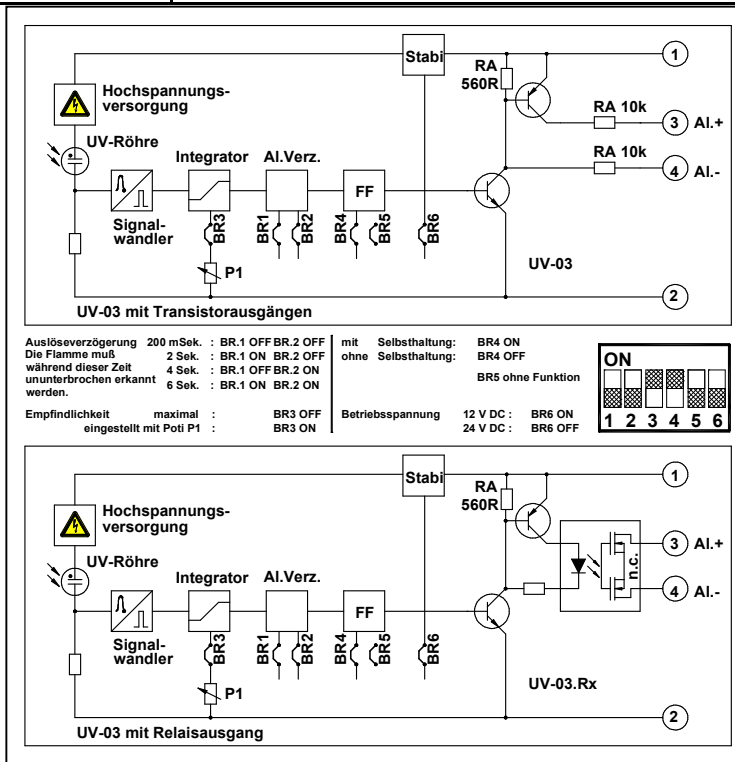 Stabi
RA
560R
1
Hochspannungs-
versorgung
RA 10k
3 Al.+
UV-Röhre
RA 10k
Integrator
Al.Verz.
4 Al.-
FF
Signal-
wandler
BR3
BR1
BR2
BR4
BR5
BR6
UV-03
P1
2
UV-03 mit Transistorausgängen
Auslöseverzögerung 200 mSek. : BR.1 OFF BR.2 OFF
Die Flamme muß 2 Sek. : BR.1 ON BR.2 OFF
während dieser Zeit 4 Sek. : BR.1 OFF BR.2 ON
ununterbrochen erkannt 6 Sek. : BR.1 ON BR.2 ON
werden.
Empfindlichkeit maximal : BR3 OFF
eingestellt mit Poti P1 : BR3 ON
mit Selbsthaltung: BR4 ON
ohne Selbsthaltung: BR4 OFF
BR5 ohne Funktion
Betriebsspannung 12 V DC : BR6 ON
24 V DC : BR6 OFF
ON
1 2 3 4 5 6
Stabi
RA
560R
1
Hochspannungs-
versorgung
3 Al.+
UV-Röhre
n.c.
Integrator
Al.Verz.
4 Al.-
FF
Signal-
wandler
BR3
BR1
BR2
BR4
BR5
BR6
UV-03.Rx
P1
2
UV-03 mit Relaisausgang